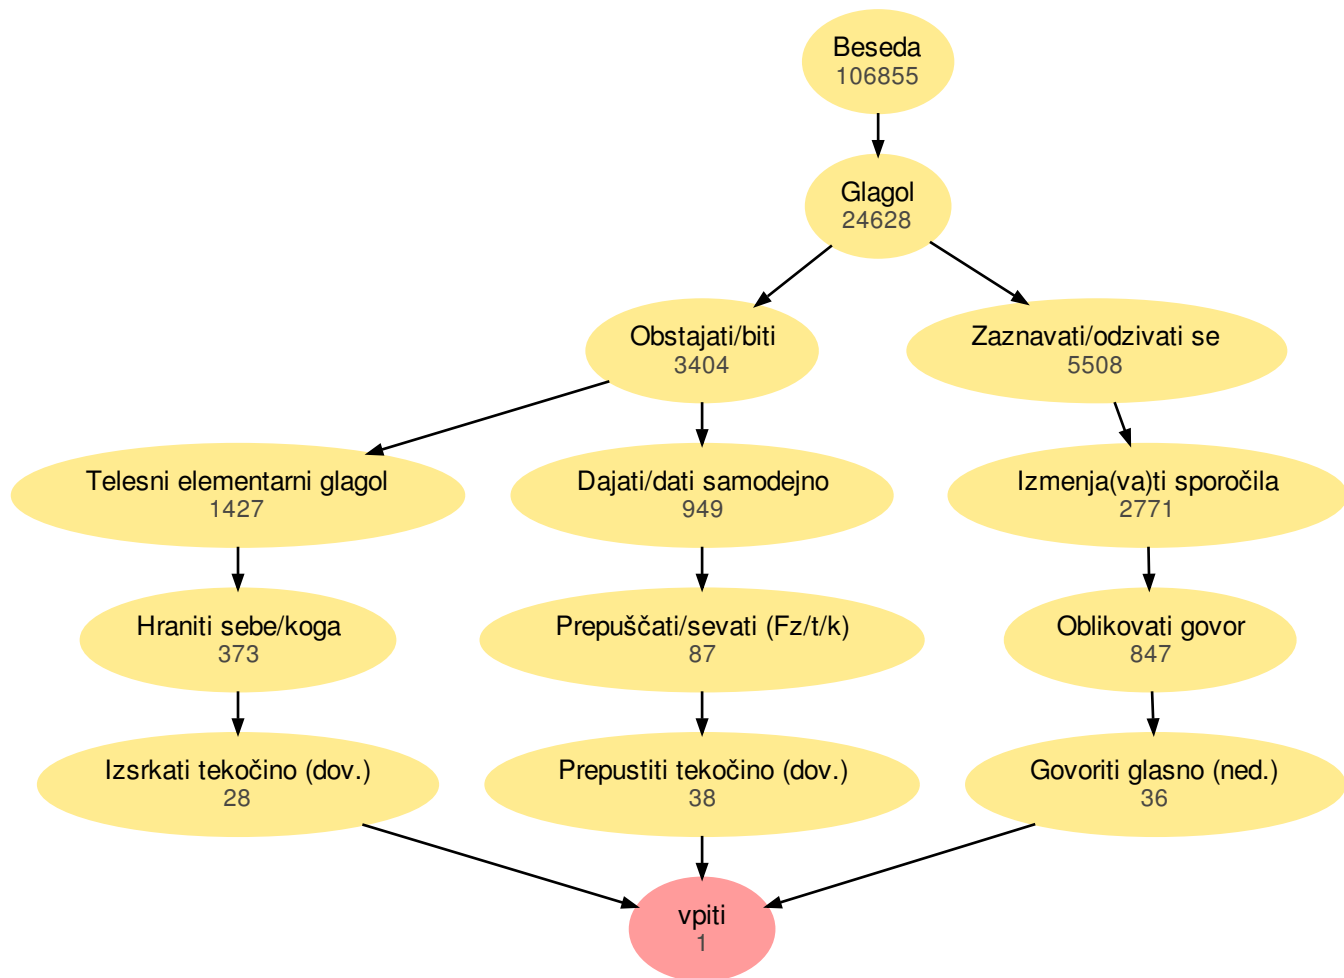 Beseda
106855
Glagol
24628
Obstajati/biti
3404
Zaznavati/odzivati se
5508
Telesni elementarni glagol
1427
Dajati/dati samodejno
949
Izmenja(va)ti sporočila
2771
Hraniti sebe/koga
373
Prepuščati/sevati (Fz/t/k)
87
Oblikovati govor
847
Izsrkati tekočino (dov.)
28
Prepustiti tekočino (dov.)
38
Govoriti glasno (ned.)
36
vpiti
1